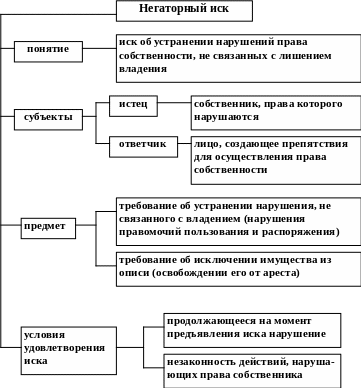 Негаторный иск
понятие
иск об устранении нарушений права
собственности, не связанных с лишением
владения
субъекты
истец
собственник, права которого
нарушаются
ответчик
лицо, создающее препятствия
для осуществления права
собственности
предмет
требование об устранении нарушения, не
связанного с владением (нарушения
правомочий пользования и распоряжения)
требование об исключении имущества из
описи (освобождении его от ареста)
условия
удовлетворения
иска
продолжающееся на момент
предъявления иска нарушение
незаконность действий, наруша-
ющих права собственника